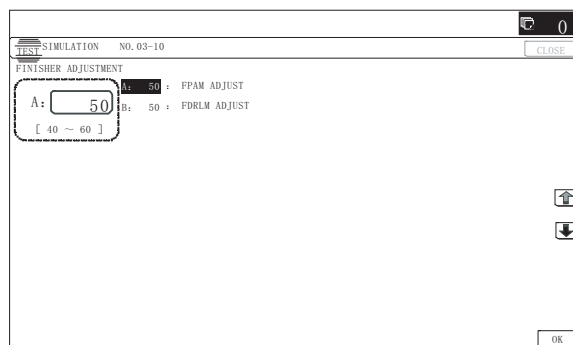 0
TEST SIMULATION NO. 03-10
CLOSE
FINISHER ADJUSTMENT
A: 50
[ 40 ～ 60 ]
A: 50 : FPAM ADJUST
B: 50 : FDRLM ADJUST
OK